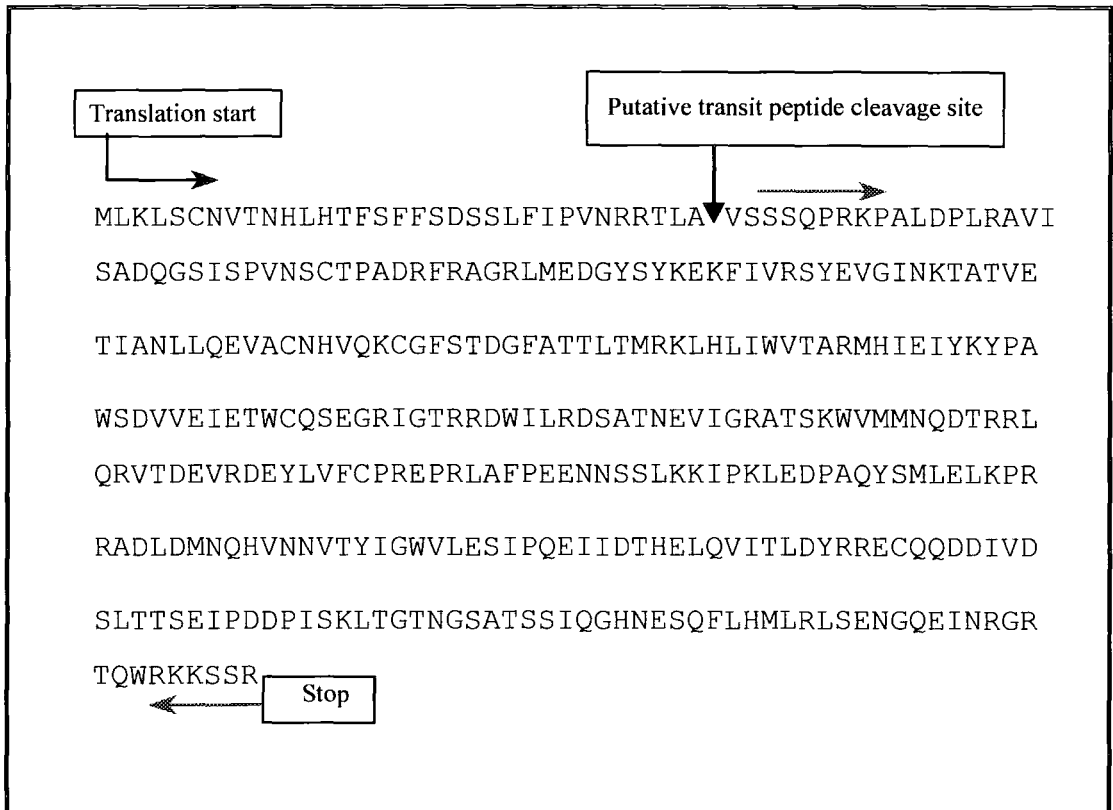 Translation start
Putative transit peptide cleavage site
MLKLSCNVTNHLHTFSFFSDSSLFIPVNRRTLAVSSSQPRKPALDPLRAVI
SADQGSISPVNSCTPADRFRAGRLMEDGYSYKEKFIVRSYEVGINKTATVE
TIANLLQEVACNHVQKCGFSTDGFATTLTMRKLHLIWVTARMHIEIYKYPA
WSDVVEIETWCQSEGRIGTRRDWILRDSATNEVIGRATSKWVMMNQDTRRL
QRVTDEVRDEYLVFCPREPRLAFPEENNSSLKKIPKLEDPAQYSMLELKPR
RADLDMNQHVNNVTYIGWVLESIPQEIIDTHELQVITLDYRRECQQDDIVD
SLTTSEIPDDPISKLTGTNGSATSSIQGHNESQFLHMLRLSENGQEINRGR
TQWRKKSSR
Stop